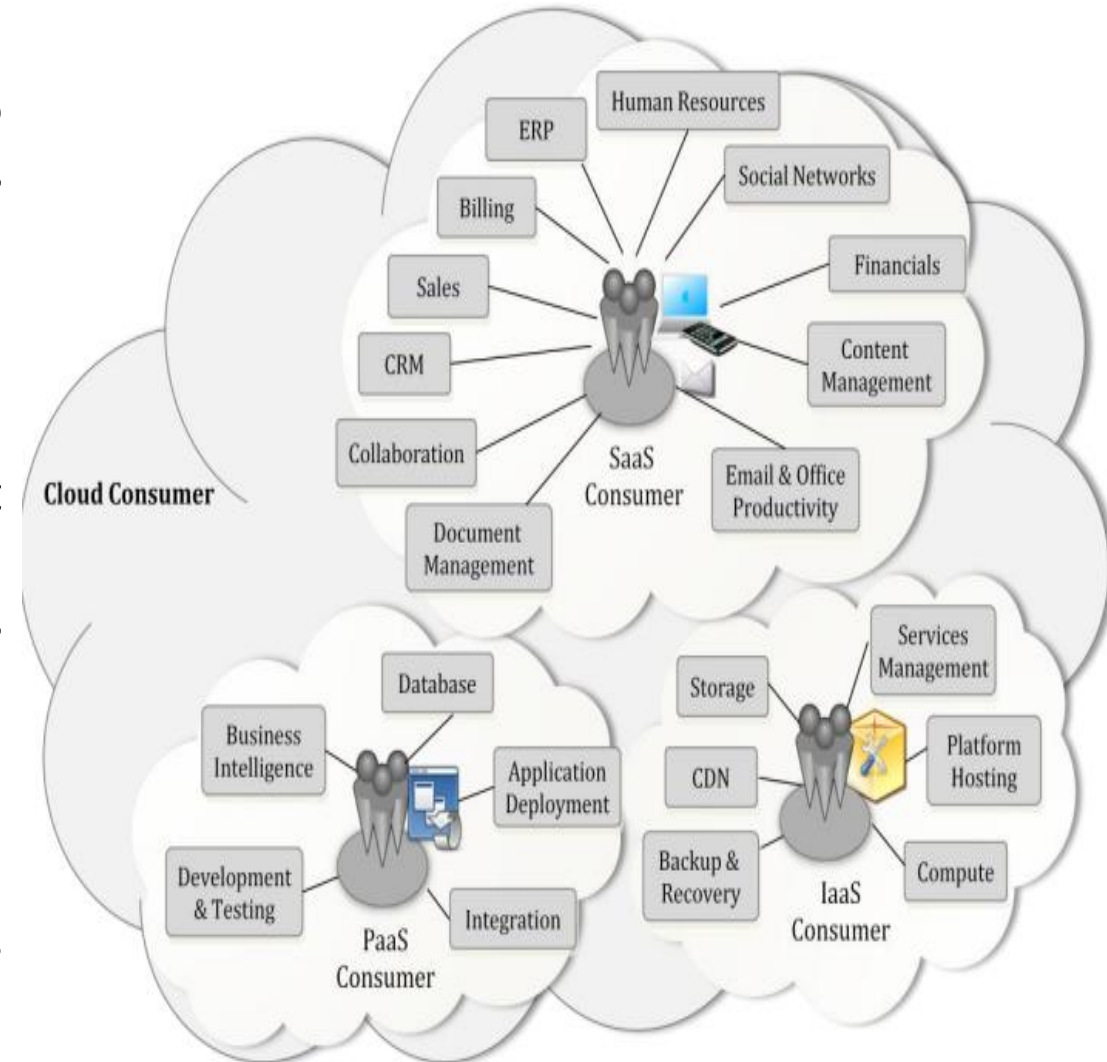 Human Resources
ERP
Social Networks
Billing
Financials
Sales
Content
Management
CRM
Collaboration
SaaS
Consumer
Email & Office
Productivity
Cloud Consumer
Document
Management
Services
Management
Database
Storage
Business
Intelligence
Platform
Hosting
Application
Deployment
CDN
Backup &
Recovery
Compute
Development
& Testing
Integration
IaaS
Consumer
PaaS
Consumer